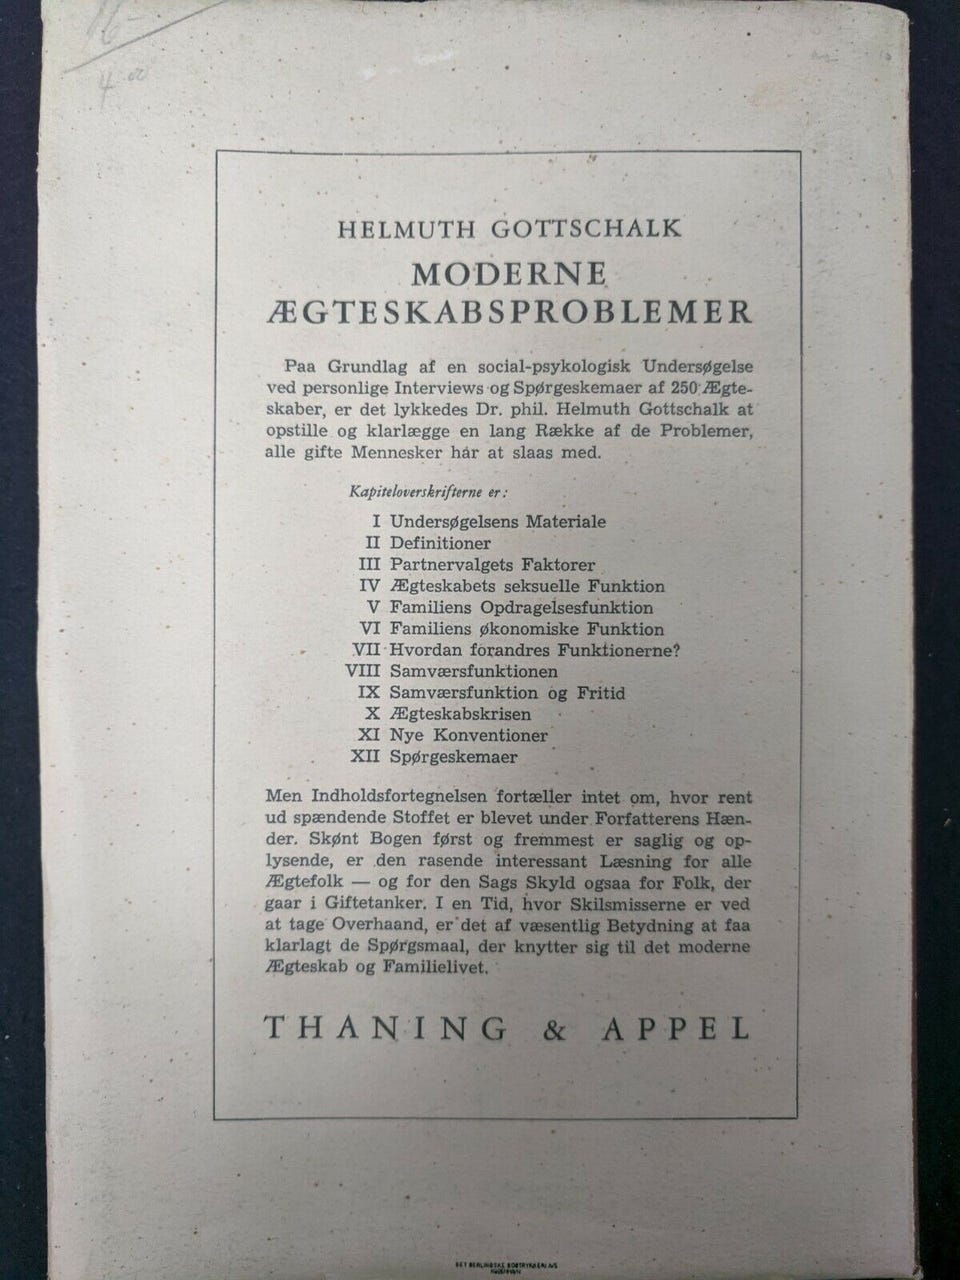 16-
4.00
HELMUTH GOTTSCHALK
MODERNE
ÆGTESKABSPROBLEMER
Paa Grundlag af en social-psykologisk Undersøgelse
ved personlige Interviews og Spørgeskemaer af 250 Ægte-
skaber, er det lykkedes Dr. phil. Helmuth Gottschalk at
opstille og klarlægge en lang Række af de Problemer,
alle gifte Mennesker har at slaas med.
Kapiteloverskrifterne er:
I Undersøgelsens Materiale
II Definitioner
III Partnervalgets Faktorer
IV Ægteskabets seksuelle Funktion
V Familiens Opdragelsesfunktion
VI Familiens økonomiske Funktion
VII Hvordan forandres Funktionerne?
VIII Samværsfunktionen
IX Samværsfunktion og Fritid
X Ægteskabskrisen
XI Nye Konventioner
XII Spørgeskemaer
Men Indholdsfortegnelsen fortæller intet om, hvor rent
ud spændende Stoffet er blevet under Forfatterens Hæn-
der. Skønt Bogen først og fremmest er saglig og op-
lysende, er den rasende interessant Læsning for alle
Ægtefolk — og for den Sags Skyld ogsaa for Folk, der
gaar i Giftetanker. I en Tid, hvor Skilsmisserne er ved
at tage Overhaand, er det af væsentlig Betydning at faa
klarlagt de Spørgsmaal, der knytter sig til det moderne
Ægteskab og Familielivet.
THANING & APPEL
DET BERLINGSKE BOGTRYKKERI A/S
KØBENHAVN